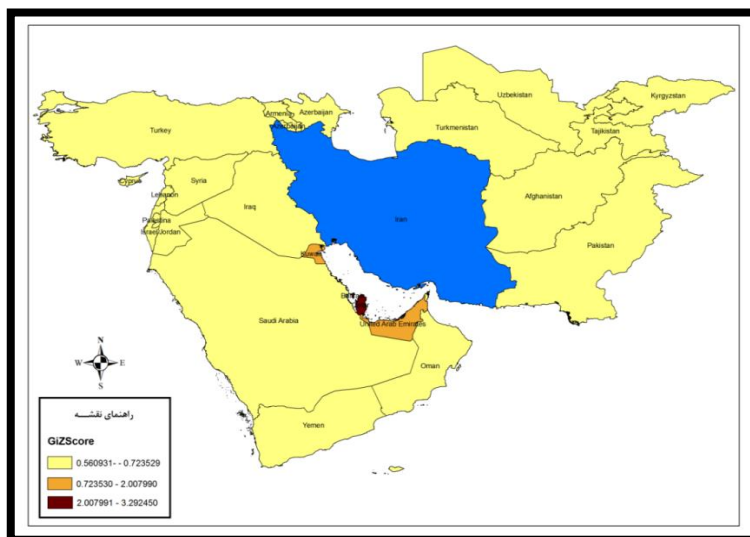 Uzbekistan
Kyrgyzstan
Armenia
Azerbaijan
Turkmenistan
Tajikistan
Turkey
Cyprus
Syria
Lebanon
Iraq
Iran
Afghanistan
Palestina
Israel
Jordan
Pakistan
Kuwait
Saudi Arabia
United Arab Emirates
Oman
Yemen
N
W
E
S
راهنمای نقشه
GiZScore
0.560931- - 0.723529
0.723530 - 2.007990
2.007991 - 3.292450